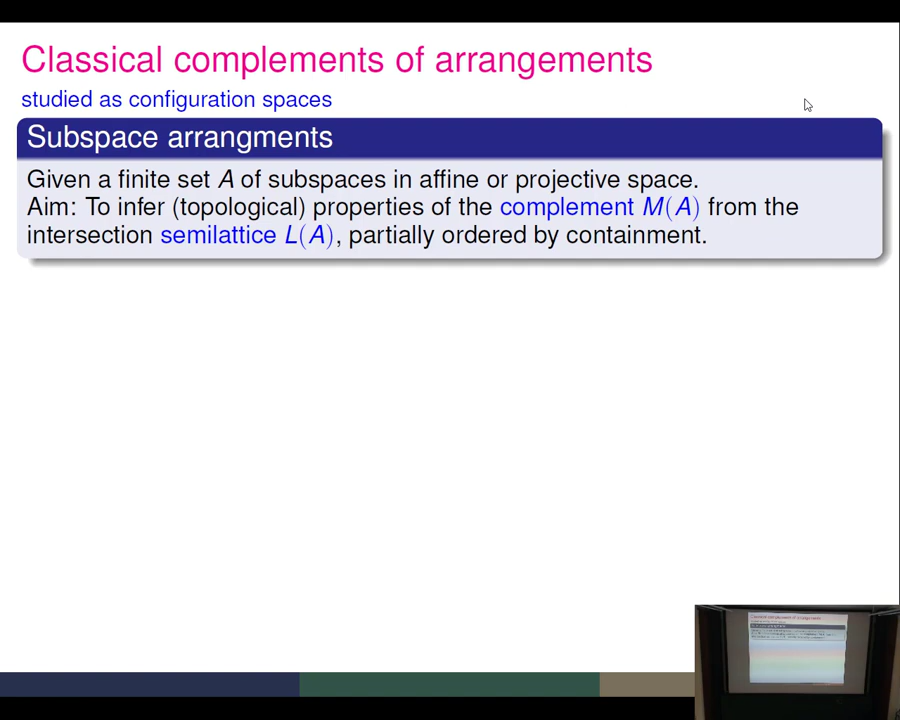 Classical complements of arrangements
studied as configuration spaces
Subspace arrangments
Given a finite set A of subspaces in affine or projective space.
Aim: To infer (topological) properties of the complement M(A) from the
intersection semilattice L(A), partially ordered by containment.